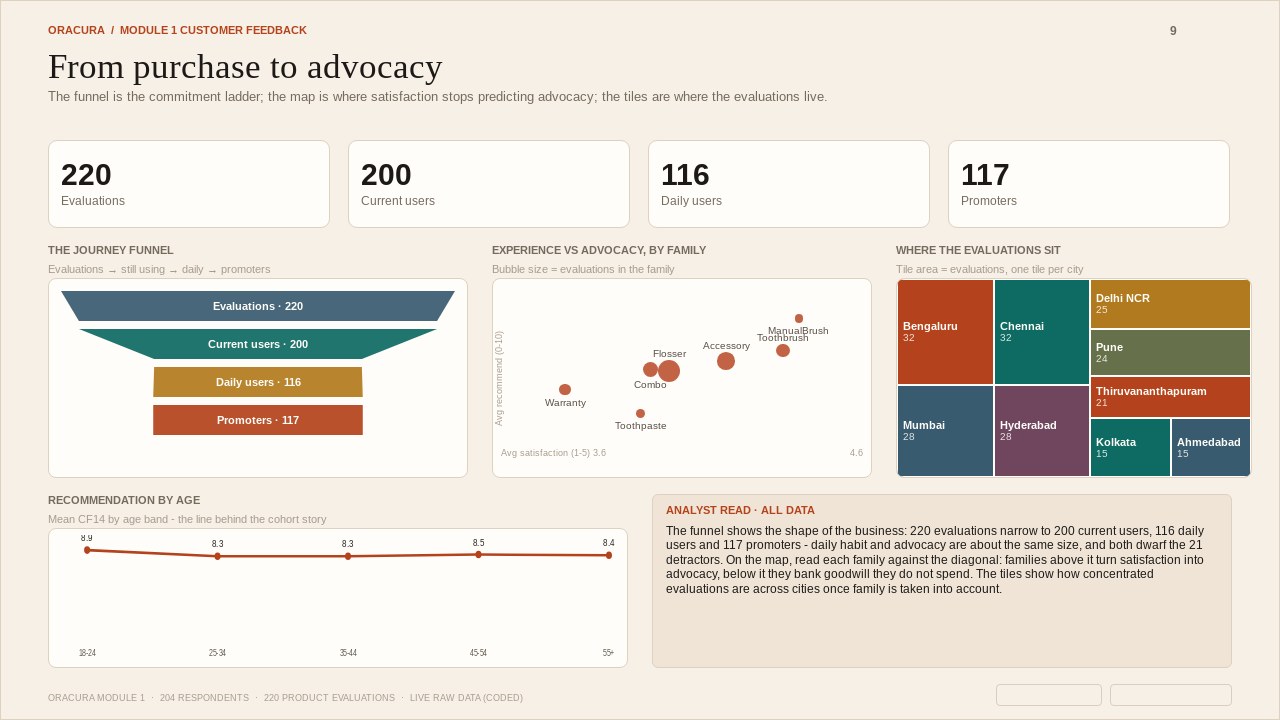 ORACURA / MODULE 1 CUSTOMER FEEDBACK
9
From purchase to advocacy
The funnel is the commitment ladder; the map is where satisfaction stops predicting advocacy; the tiles are where the evaluations live.
220
Evaluations
200
Current users
116
Daily users
117
Promoters
THE JOURNEY FUNNEL
Evaluations → still using → daily → promoters
Evaluations · 220
Current users · 200
Daily users · 116
Promoters · 117
EXPERIENCE VS ADVOCACY, BY FAMILY
Bubble size = evaluations in the family
Avg recommend (0-10)
ManualBrush
Toothbrush
Accessory
Flosser
Combo
Warranty
Toothpaste
Avg satisfaction (1-5) 3.6
4.6
WHERE THE EVALUATIONS SIT
Tile area = evaluations, one tile per city
Bengaluru
32
Chennai
32
Delhi NCR
25
Pune
24
Thiruvananthapuram
21
Mumbai
28
Hyderabad
28
Kolkata
15
Ahmedabad
15
RECOMMENDATION BY AGE
Mean CF14 by age band - the line behind the cohort story
8.9
8.3
8.3
8.5
8.4
18-24
25-34
35-44
45-54
55+
ANALYST READ · ALL DATA
The funnel shows the shape of the business: 220 evaluations narrow to 200 current users, 116 daily
users and 117 promoters - daily habit and advocacy are about the same size, and both dwarf the 21
detractors. On the map, read each family against the diagonal: families above it turn satisfaction into
advocacy, below it they bank goodwill they do not spend. The tiles show how concentrated
evaluations are across cities once family is taken into account.
ORACURA MODULE 1 · 204 RESPONDENTS · 220 PRODUCT EVALUATIONS · LIVE RAW DATA (CODED)